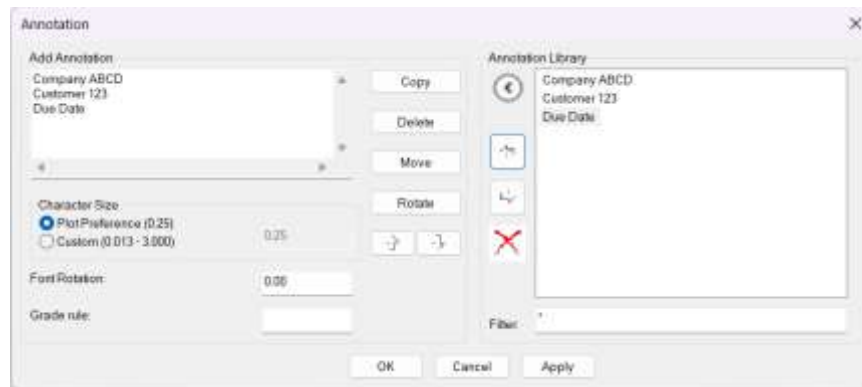 Annotation
Add Annotation
Company ABCD
Customer 123
Due Date
Copy
Delete
Move
Rotate
Character Size
Plot Preference (0.25)
Custom (0.013 - 3.000)
0.25
Font Rotation:
0.00
Grade rule:
Annotation Library
Company ABCD
Customer 123
Due Date
Filter:
*
OK
Cancel
Apply